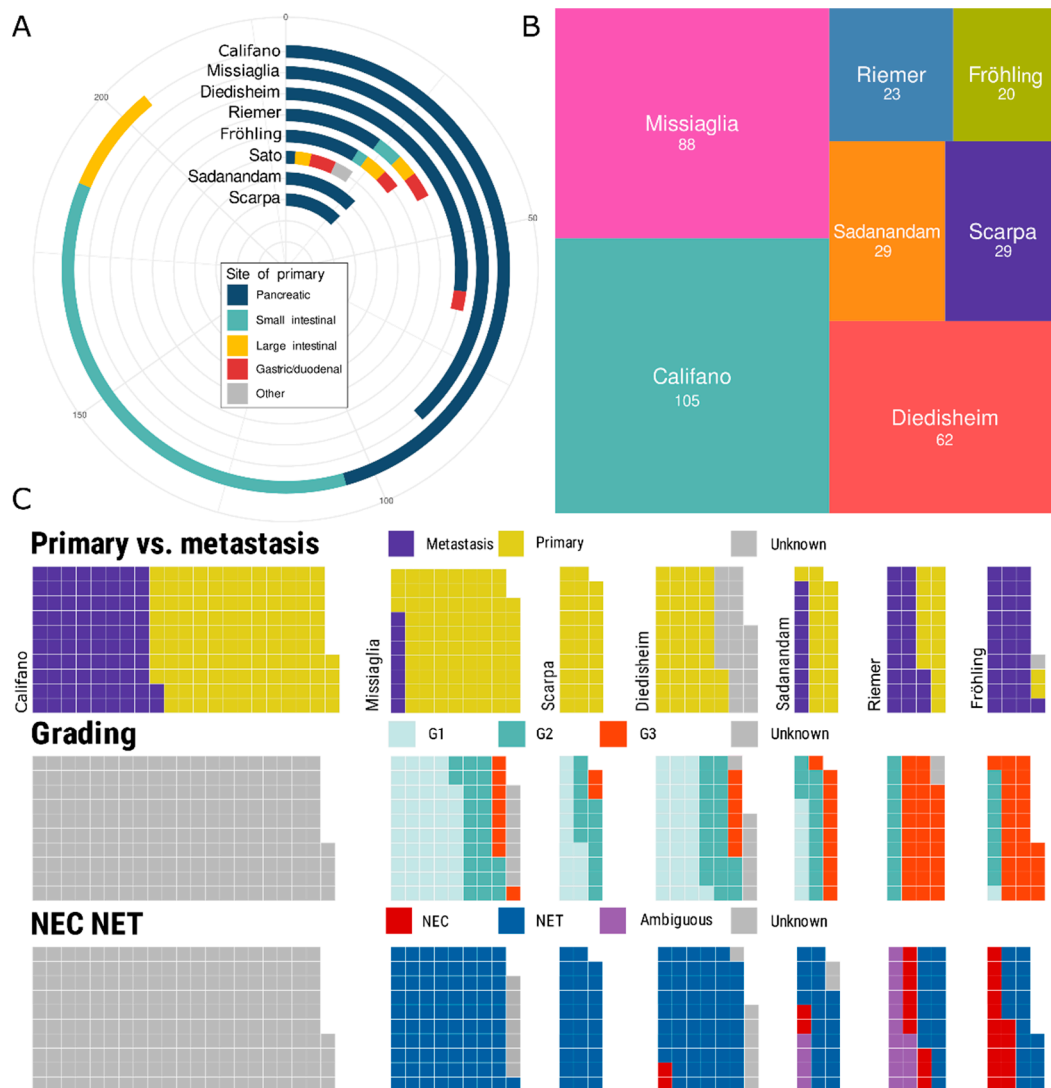 A
0
Califano
Missiaglia
Diedisheim
Riemer
Fröhling
Sato
Sadanandam
Scarpa
200
50
150
100
Site of primary
Pancreatic
Small intestinal
Large intestinal
Gastric/duodenal
Other
B
Missiaglia
88
Riemer
23
Fröhling
20
Sadanandam
29
Scarpa
29
Califano
105
Diedisheim
62
C
Primary vs. metastasis
Metastasis
Primary
Unknown
Califano
Missiaglia
Scarpa
Diedisheim
Sadanandam
Riemer
Fröhling
Grading
G1
G2
G3
Unknown
NEC NET
NEC
NET
Ambiguous
Unknown